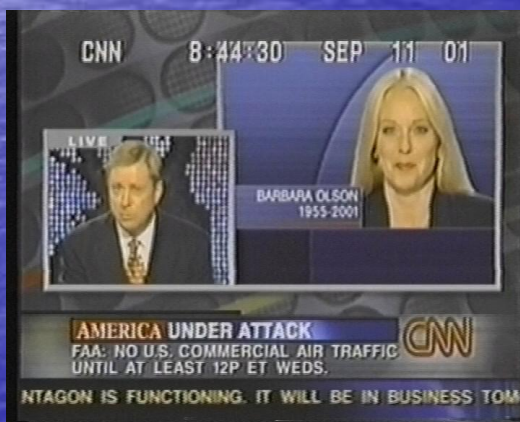 CNN 8:44:30 SEP 11 01
LIVE
BARBARA OLSON
1955-2001
AMERICA UNDER ATTACK
CNN
FAA: NO U.S. COMMERCIAL AIR TRAFFIC
UNTIL AT LEAST 12P ET WEDS.
NTAGON IS FUNCTIONING. IT WILL BE IN BUSINESS TOM